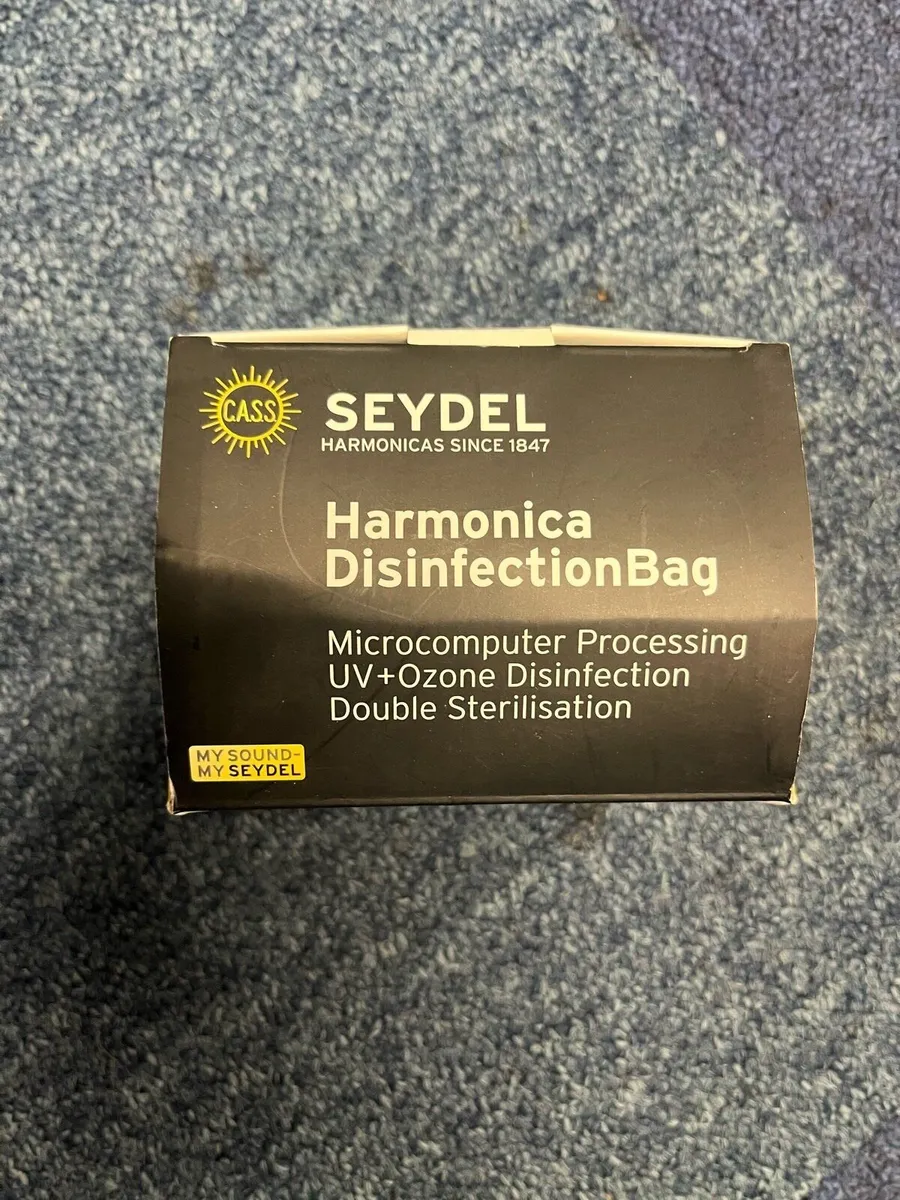 C.A.S.S.
SEYDEL
HARMONICAS SINCE 1847
Harmonica
DisinfectionBag
Microcomputer Processing
UV+Ozone Disinfection
Double Sterilisation
MY SOUND-
MY SEYDEL